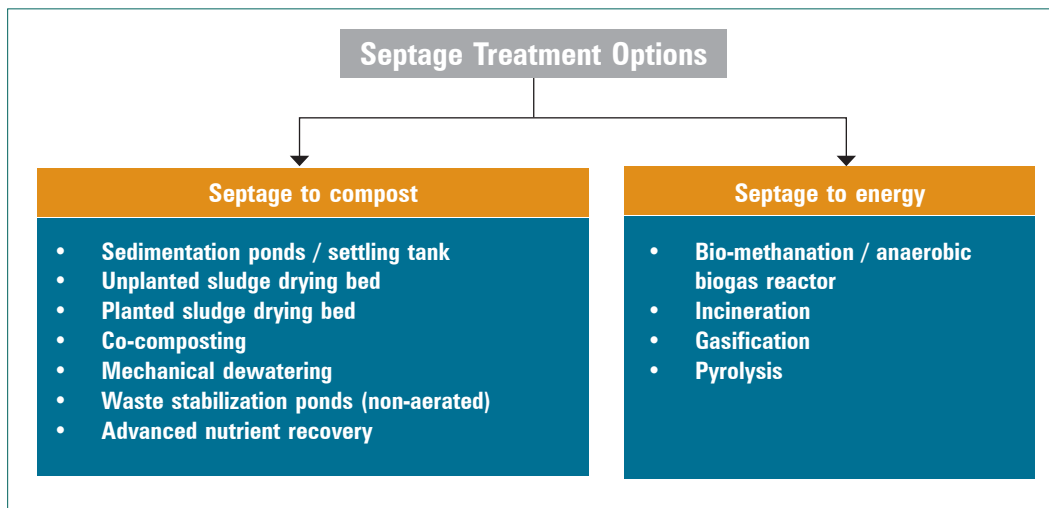 Septage Treatment Options
Septage to compost
• Sedimentation ponds / settling tank
• Unplanted sludge drying bed
• Planted sludge drying bed
• Co-composting
• Mechanical dewatering
• Waste stabilization ponds (non-aerated)
• Advanced nutrient recovery
Septage to energy
• Bio-methanation / anaerobic
biogas reactor
• Incineration
• Gasification
• Pyrolysis